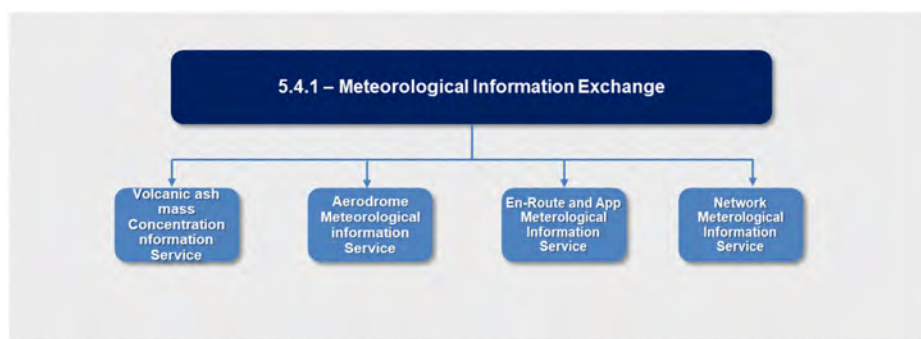 5.4.1 – Meteorological Information Exchange
Volcanic ash
mass
Concentration
nformation
Service
Aerodrome
Meteorological
information
Service
En-Route and App
Meterological
Information
Service
Network
Meterological
Information
Service